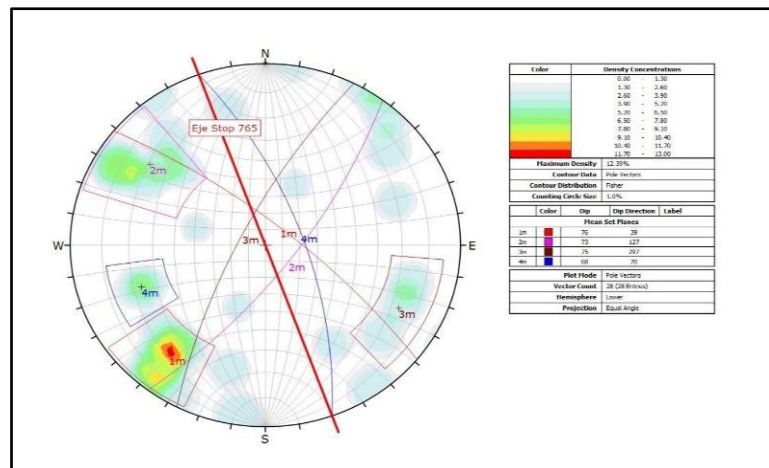 N
Eje Stop 765
2m
W
3m
1m
4m
E
2m
4m
3m
1m
S
Color Density Concentrations
0.00 - 1.30
1.30 - 2.60
2.60 - 3.90
3.90 - 5.20
5.20 - 6.50
6.50 - 7.80
7.80 - 9.10
9.10 - 10.40
10.40 - 11.70
11.70 - 13.00
Maximum Density 12.39%
Contour Data Pole Vectors
Contour Distribution Fisher
Counting Circle Size 1.0%
Color Dip Dip Direction Label
Mean Set Planes
1m 76 39
2m 73 127
3m 75 297
4m 68 70
Plot Mode Pole Vectors
Vector Count 28 (28 Entries)
Hemisphere Lower
Projection Equal Angle